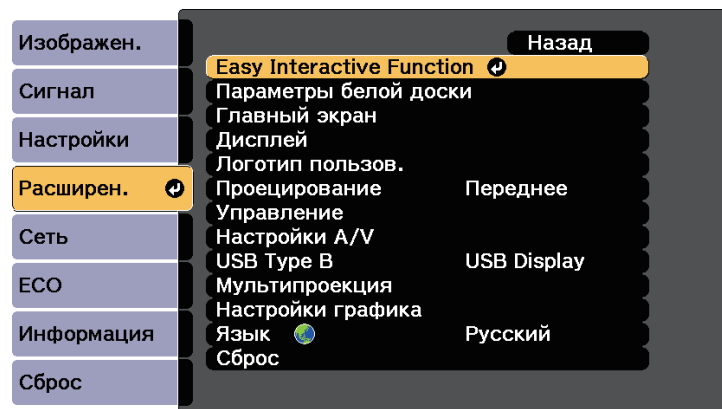 Изображен.
Сигнал
Настройки
Расширен.
Сеть
ECO
Информация
Сброс
Назад
Easy Interactive Function
Параметры белой доски
Главный экран
Дисплей
Логотип пользов.
Проецирование Переднее
Управление
Настройки A/V
USB Type B USB Display
Мультипроекция
Настройки графика
Язык Русский
Сброс